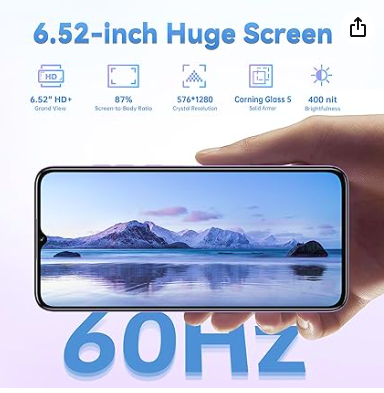 6.52-inch Huge Screen
HD
6.52" HD+
Grand View
87%
Screen-to-Body Ratio
576*1280
Crystal Resolution
Corning Glass 5
Solid Armor
400 nit
Brightfulness
60Hz